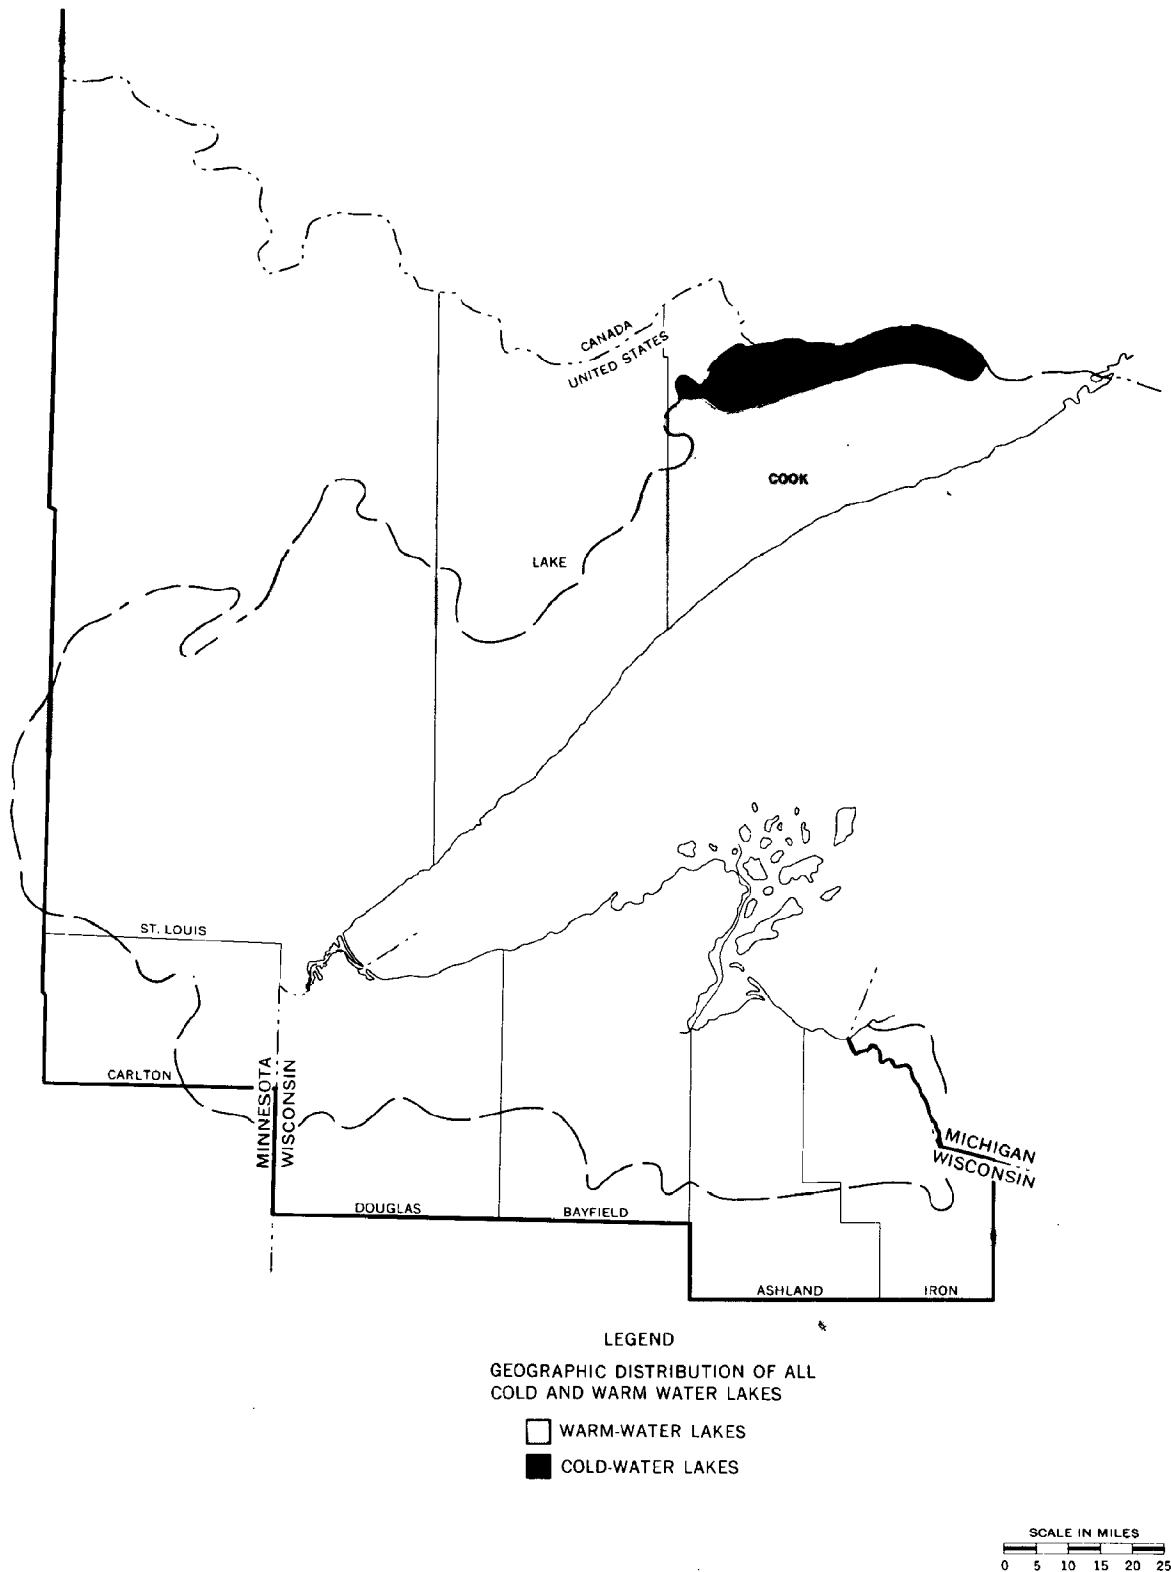 CANADA
UNITED STATES
COOK
LAKE
ST. LOUIS
CARLTON
MINNESOTA
WISCONSIN
MICHIGAN
WISCONSIN
DOUGLAS
BAYFIELD
ASHLAND
IRON
LEGEND
GEOGRAPHIC DISTRIBUTION OF ALL
COLD AND WARM WATER LAKES
WARM-WATER LAKES
COLD-WATER LAKES
SCALE IN MILES
0 5 10 15 20 25